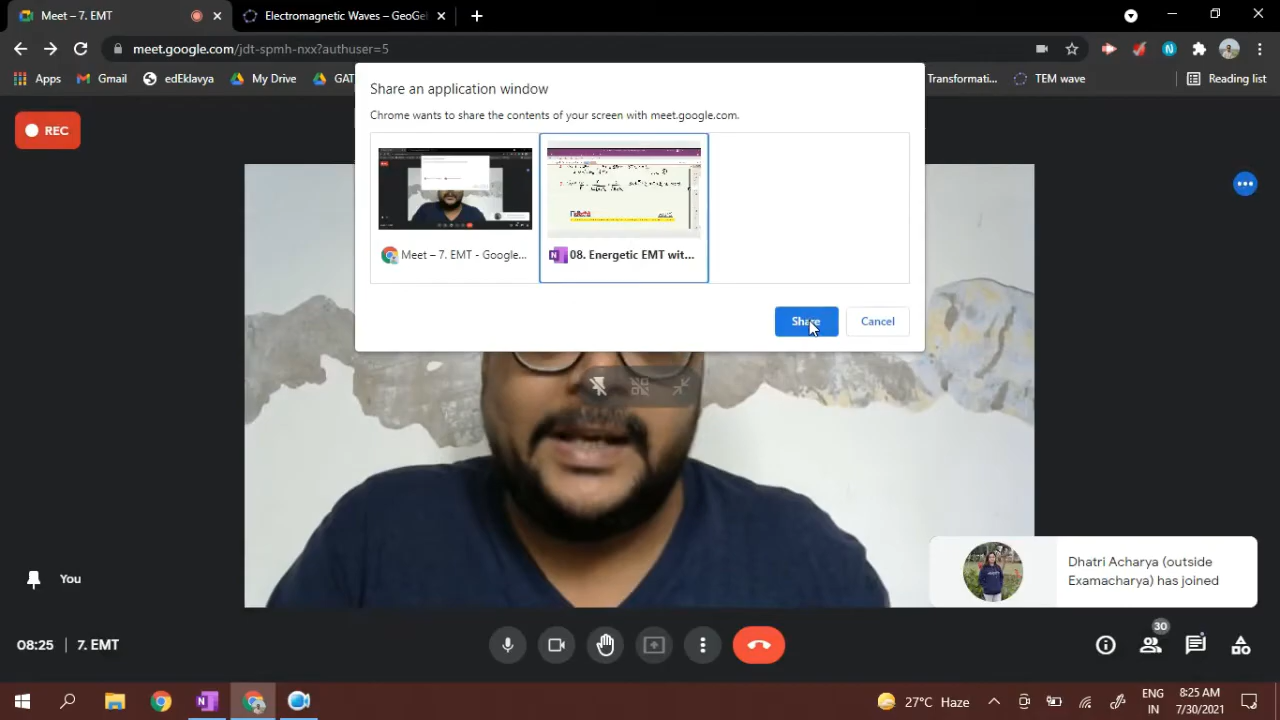 Meet – 7. EMT
Electromagnetic Waves – GeoGel
meet.google.com/jdt-spmh-nxx?authuser=5
Apps
Gmail
edEklavya
My Drive
GAT
Transformati...
TEM wave
Reading list
Share an application window
Chrome wants to share the contents of your screen with meet.google.com.
REC
Meet – 7. EMT - Google...
08. Energetic EMT wit...
Share
Cancel
Dhatri Acharya (outside
Examacharya) has joined
You
08:25 | 7. EMT
30
27°C Haze
ENG
IN
8:25 AM
7/30/2021